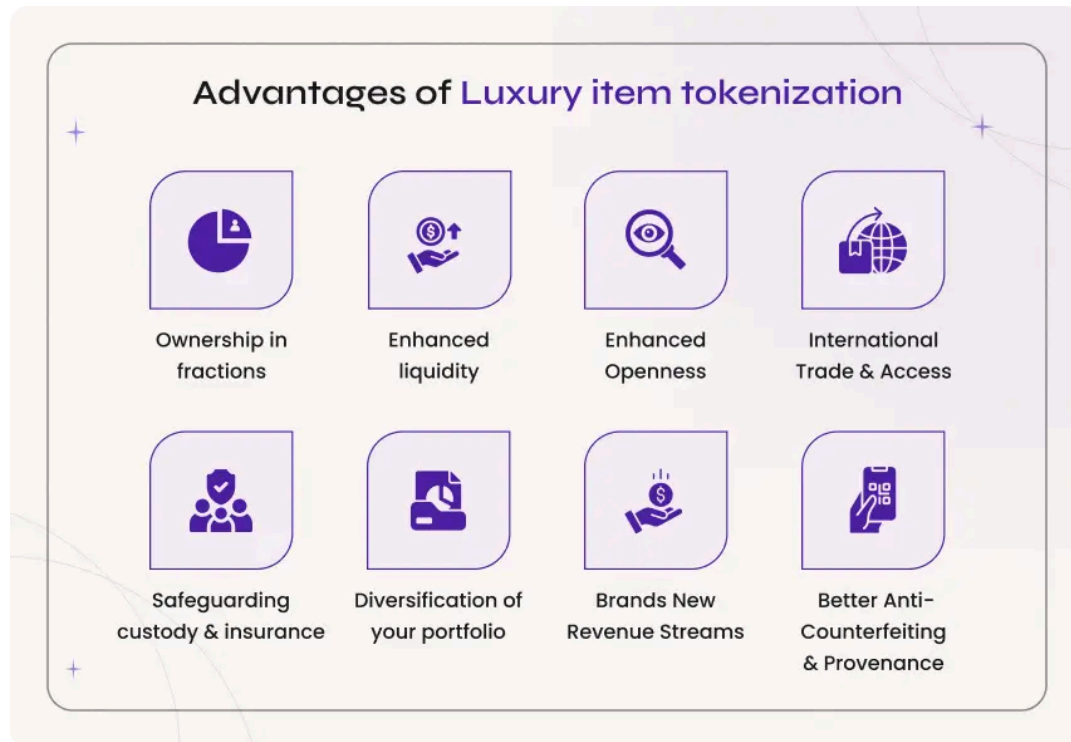 Advantages of Luxury item tokenization
Ownership in
fractions
Enhanced
liquidity
Enhanced
Openness
International
Trade & Access
Safeguarding
custody & insurance
Diversification of
your portfolio
Brands New
Revenue Streams
Better Anti-
Counterfeiting
& Provenance